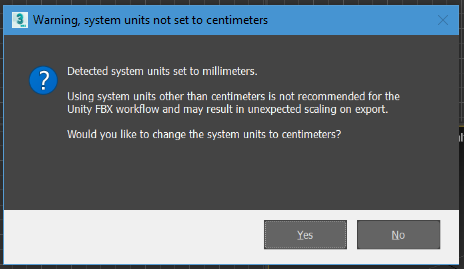 Warning, system units not set to centimeters
Detected system units set to millimeters.
Using system units other than centimeters is not recommended for the
Unity FBX workflow and may result in unexpected scaling on export.
Would you like to change the system units to centimeters?
Yes
No